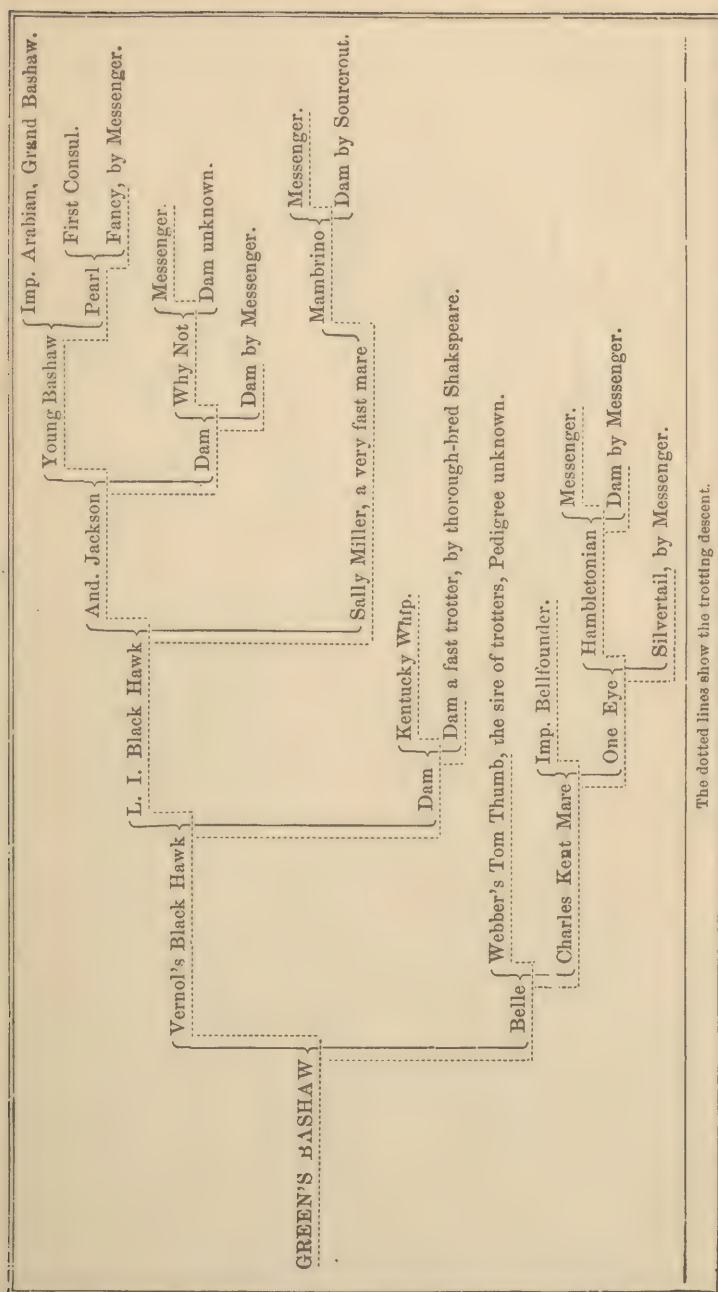 GREEN'S BASHAW
Vernol's Black Hawk
L. I. Black Hawk
And. Jackson
Young Bashaw
Imp. Arabian, Grand Bashaw.
Pearl
First Consul.
Fancy, by Messenger.
Dam
Why Not
Messenger.
Dam unknown.
Dam by Messenger.
Sally Miller, a very fast mare
Mambrino
Messenger.
Dam by Sourcrout.
Dam
Kentucky Whip.
Dam a fast trotter, by thorough-bred Shakspeare.
Belle
Webber's Tom Thumb, the sire of trotters, Pedigree unknown.
Charles Kent Mare
Imp. Bellfounder.
One Eye
Hambletonian
Messenger.
Dam by Messenger.
Silvertail, by Messenger.
The dotted lines show the trotting descent.